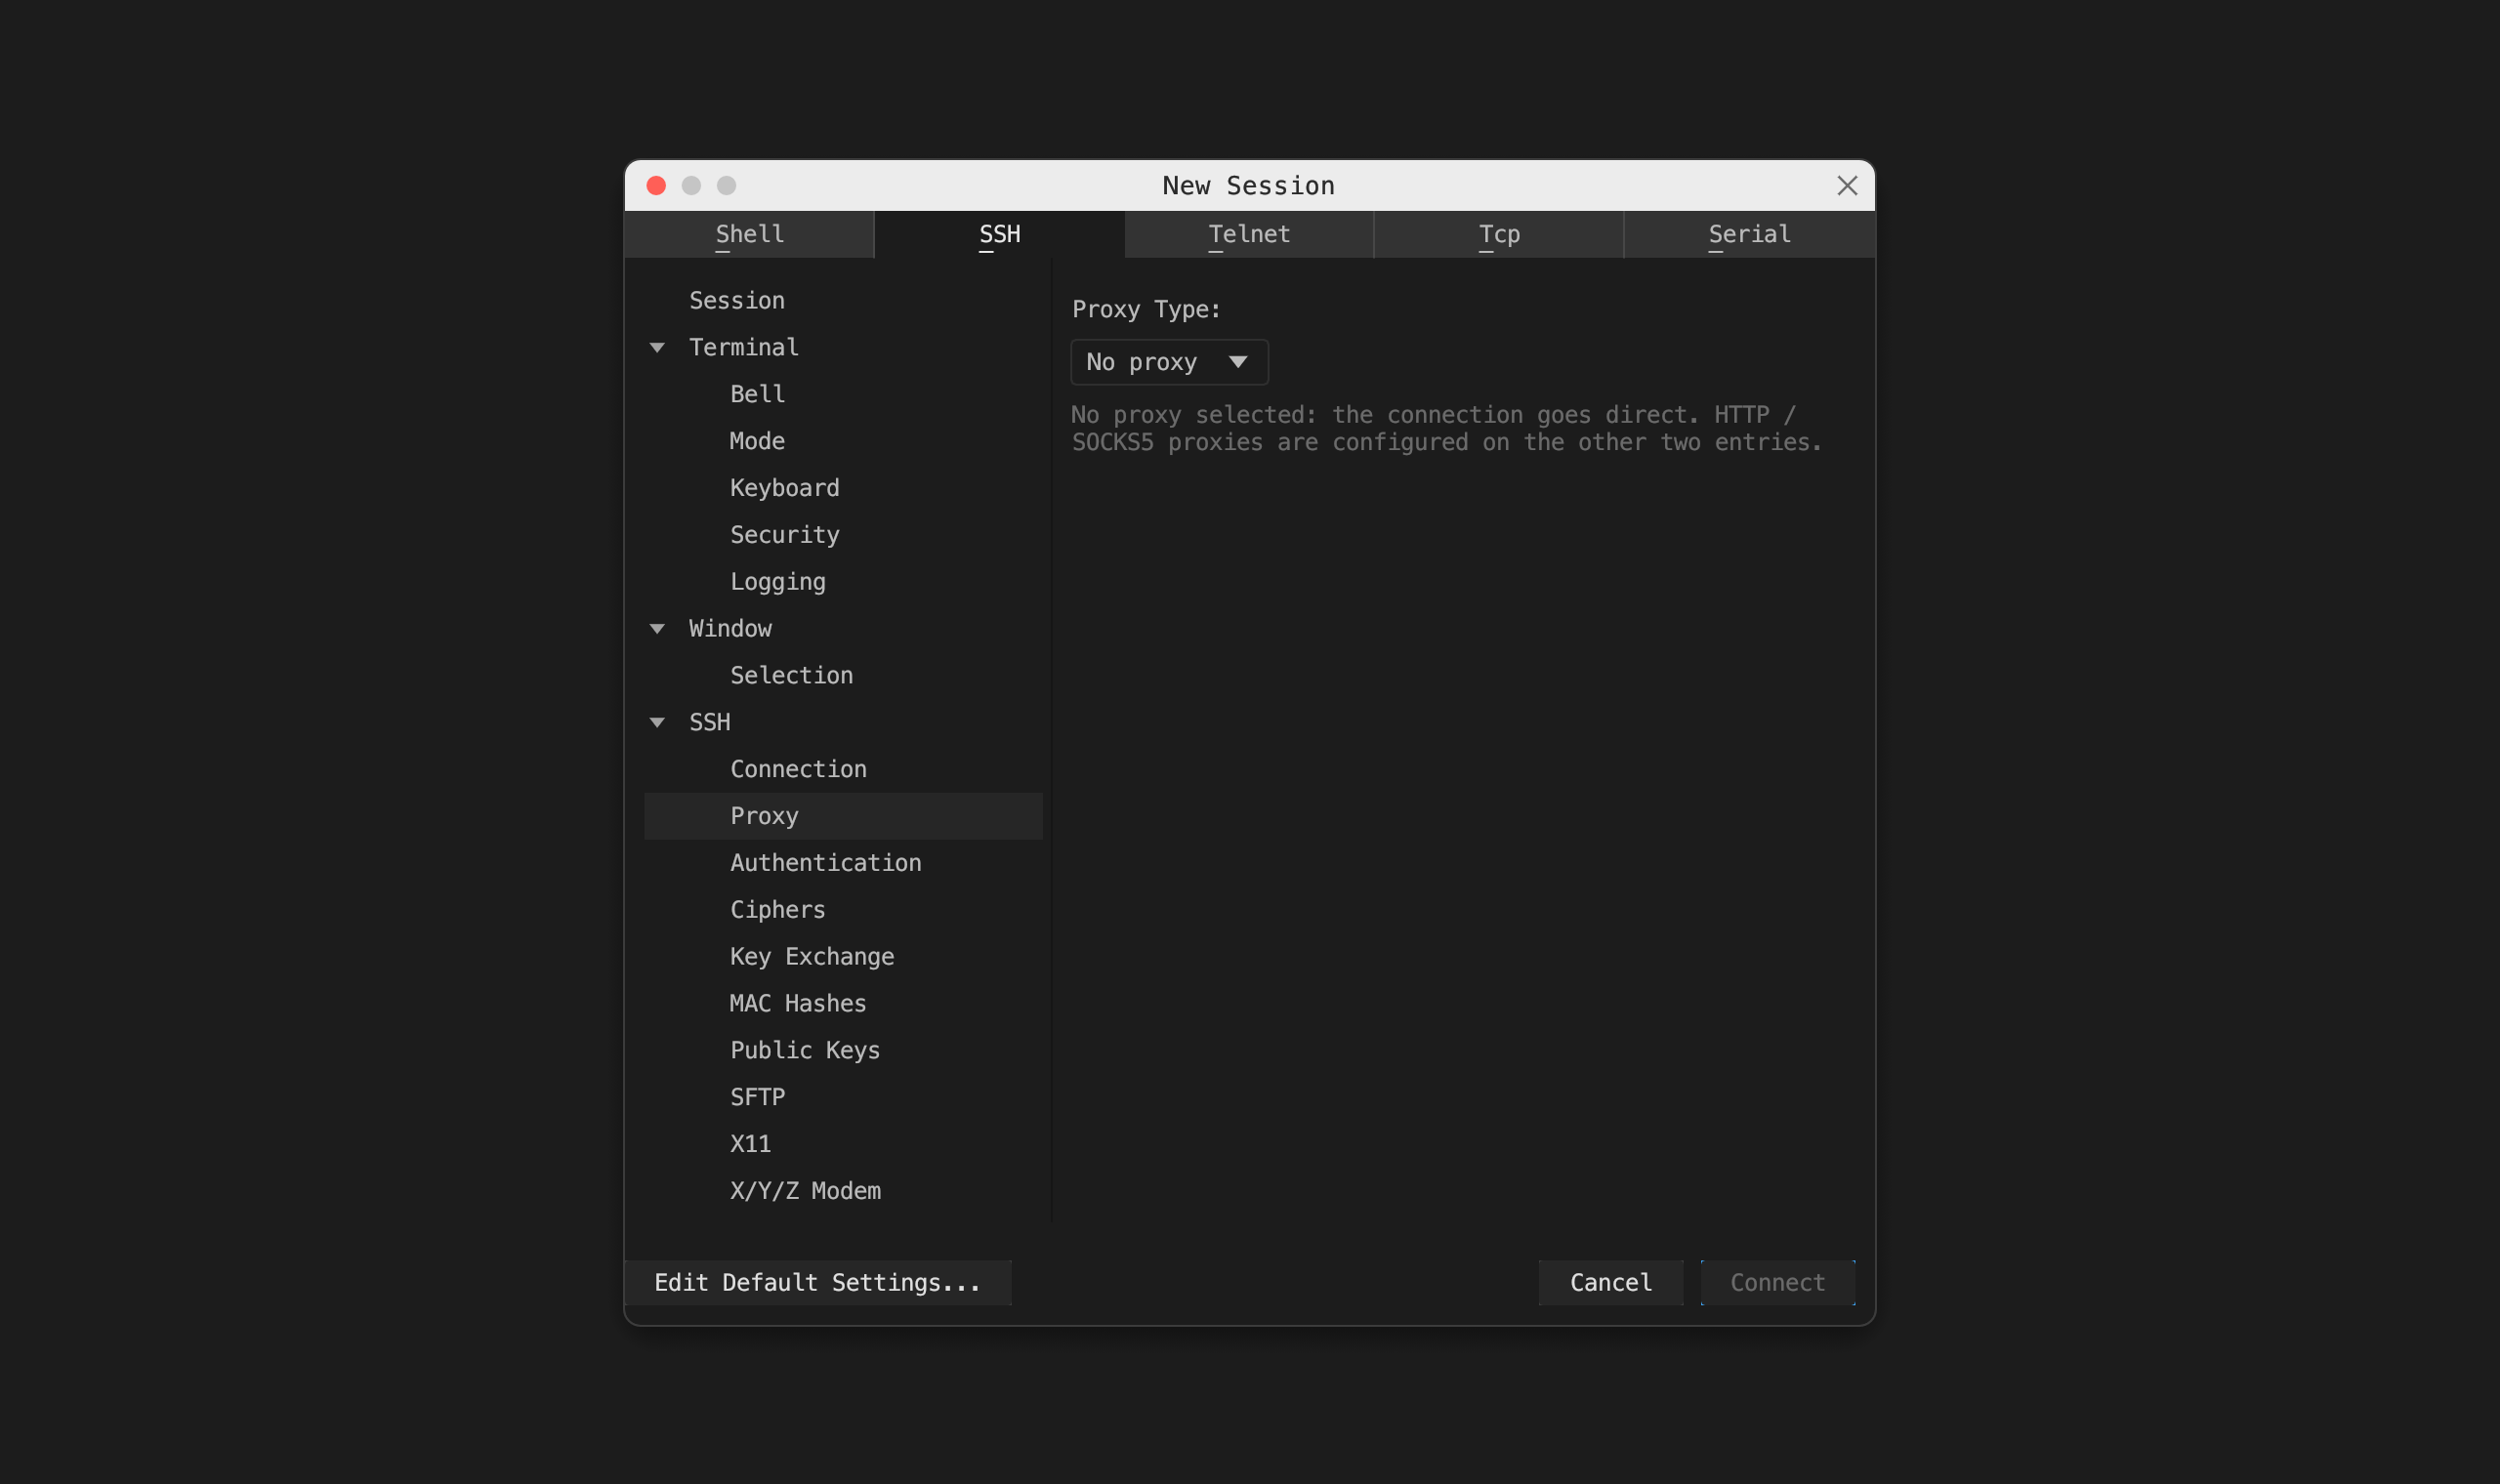 New Session
Shell
SSH
Telnet
Tcp
Serial
Session
Terminal
Bell
Mode
Keyboard
Security
Logging
Window
Selection
SSH
Connection
Proxy
Authentication
Ciphers
Key Exchange
MAC Hashes
Public Keys
SFTP
X11
X/Y/Z Modem
Proxy Type:
No proxy
No proxy selected: the connection goes direct. HTTP /
SOCKS5 proxies are configured on the other two entries.
Edit Default Settings...
Cancel
Connect